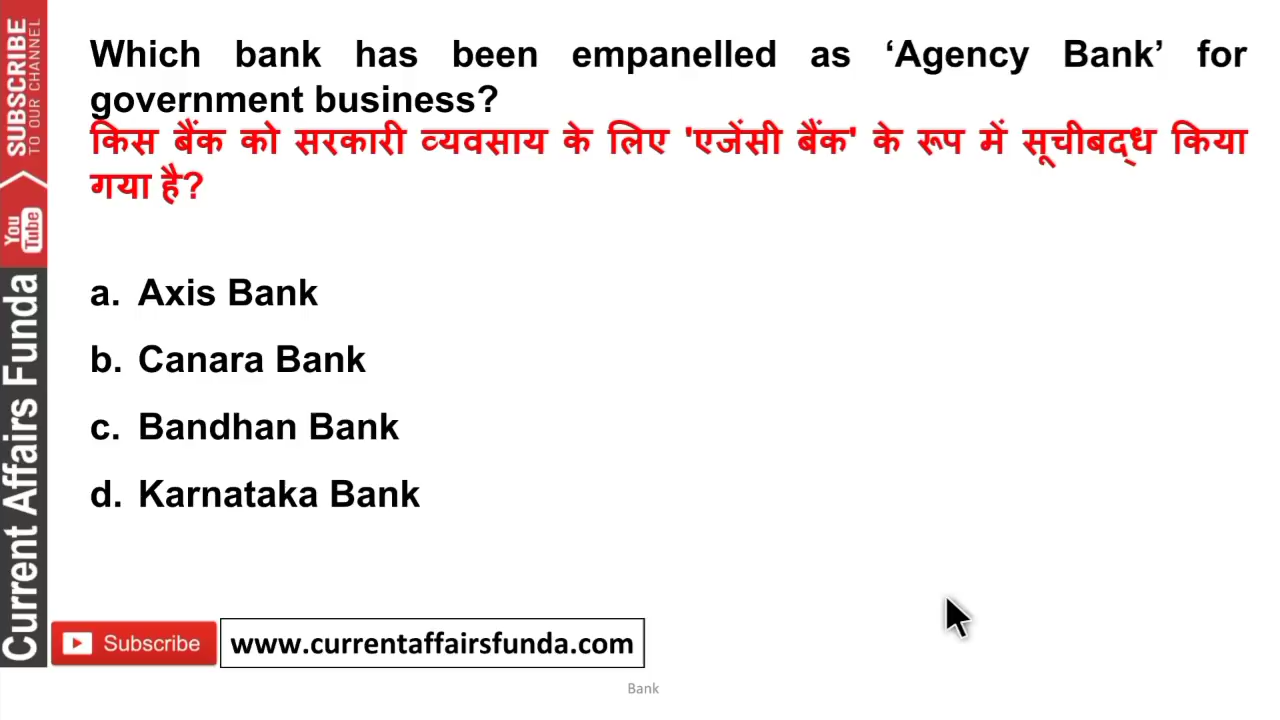 Which bank has been empanelled as ‘Agency Bank’ for
government business?
किस बैंक को सरकारी व्यवसाय के लिए 'एजेंसी बैंक' के रूप में सूचीबद्ध किया
गया है?
a. Axis Bank
b. Canara Bank
c. Bandhan Bank
d. Karnataka Bank
SUBSCRIBE
TO OUR CHANNEL
You
Tube
Current Affairs Funda
Subscribe
www.currentaffairsfunda.com
Bank